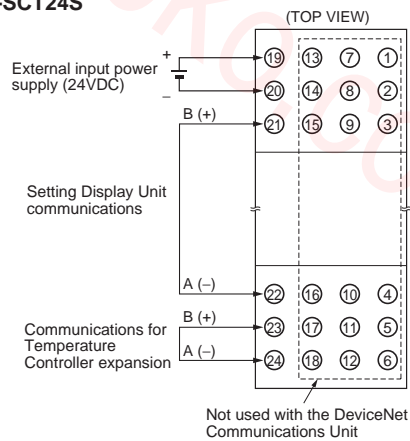 -SCT24S
(TOP VIEW)
+
External input power
supply (24VDC)
–
19 13 7 1
20 14 8 2
B (+)
21 15 9 3
Setting Display Unit
communications
A (–)
22 16 10 4
B (+)
23 17 11 5
Communications for
Temperature
Controller expansion
A (–)
24 18 12 6
Not used with the DeviceNet
Communications Unit